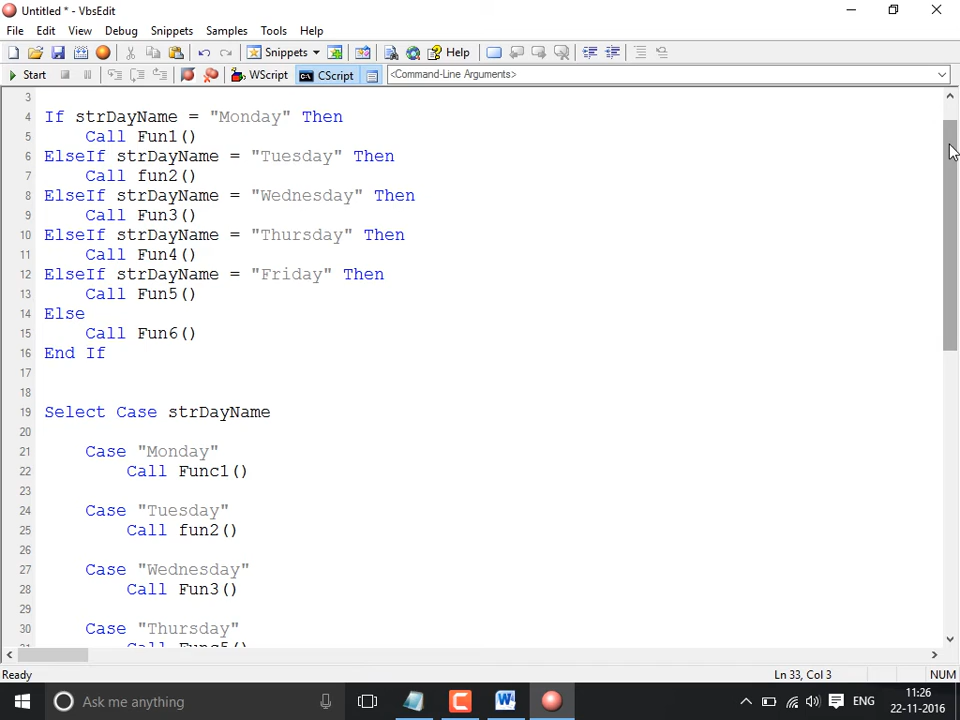 Untitled * - VbsEdit
File Edit View Debug Snippets Samples Tools Help
Snippets Help
Start WScript CScript <Command-Line Arguments>
3
4 If strDayName = "Monday" Then
5 Call Fun1()
6 ElseIf strDayName = "Tuesday" Then
7 Call fun2()
8 ElseIf strDayName = "Wednesday" Then
9 Call Fun3()
10 ElseIf strDayName = "Thursday" Then
11 Call Fun4()
12 ElseIf strDayName = "Friday" Then
13 Call Fun5()
14 Else
15 Call Fun6()
16 End If
17
18
19 Select Case strDayName
20
21 Case "Monday"
22 Call Func1()
23
24 Case "Tuesday"
25 Call fun2()
26
27 Case "Wednesday"
28 Call Fun3()
29
30 Case "Thursday"
31 Call Func5()
Ready Ln 33, Col 3 NUM
Ask me anything ENG 11:26
22-11-2016